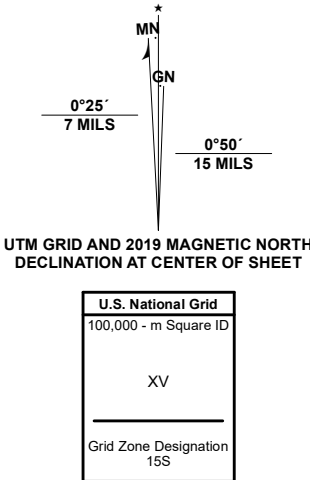 ★
MN
GN
0°25´
7 MILS
0°50´
15 MILS
UTM GRID AND 2019 MAGNETIC NORTH
DECLINATION AT CENTER OF SHEET
U.S. National Grid
100,000 - m Square ID
XV
Grid Zone Designation
15S